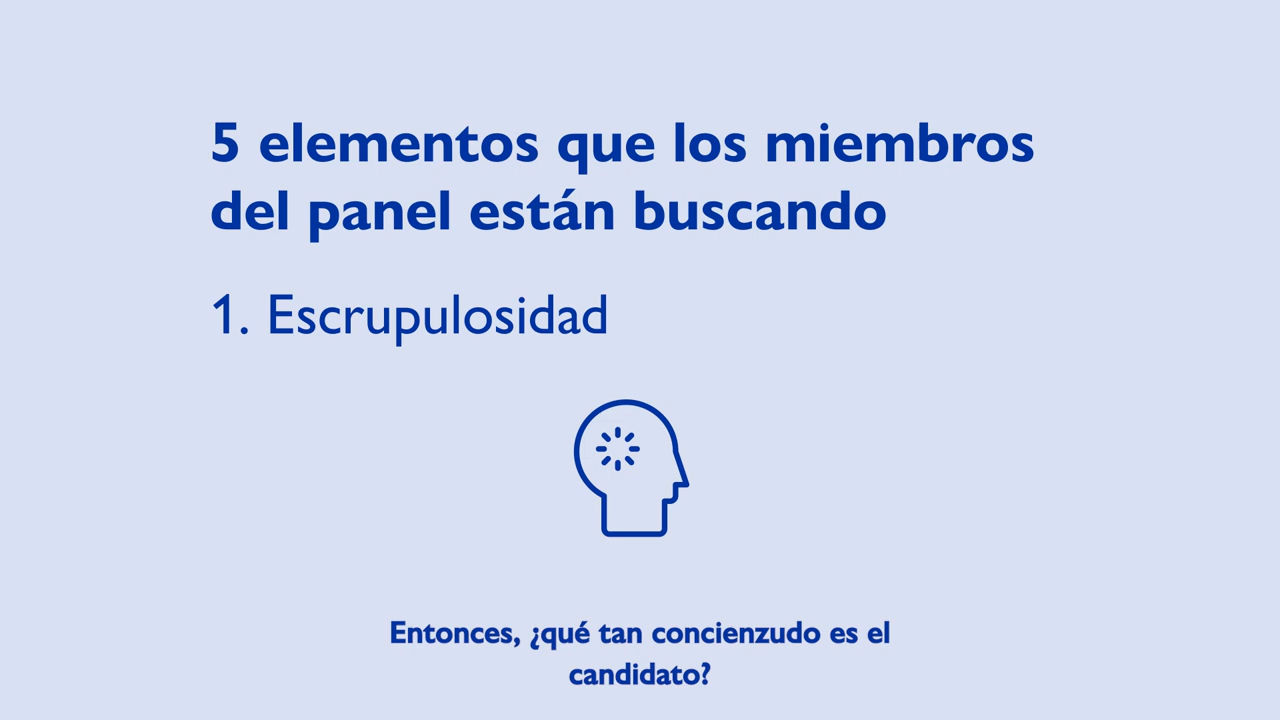 5 elementos que los miembros
del panel están buscando
1. Escrupulosidad
Entonces, ¿qué tan concienzudo es el
candidato?